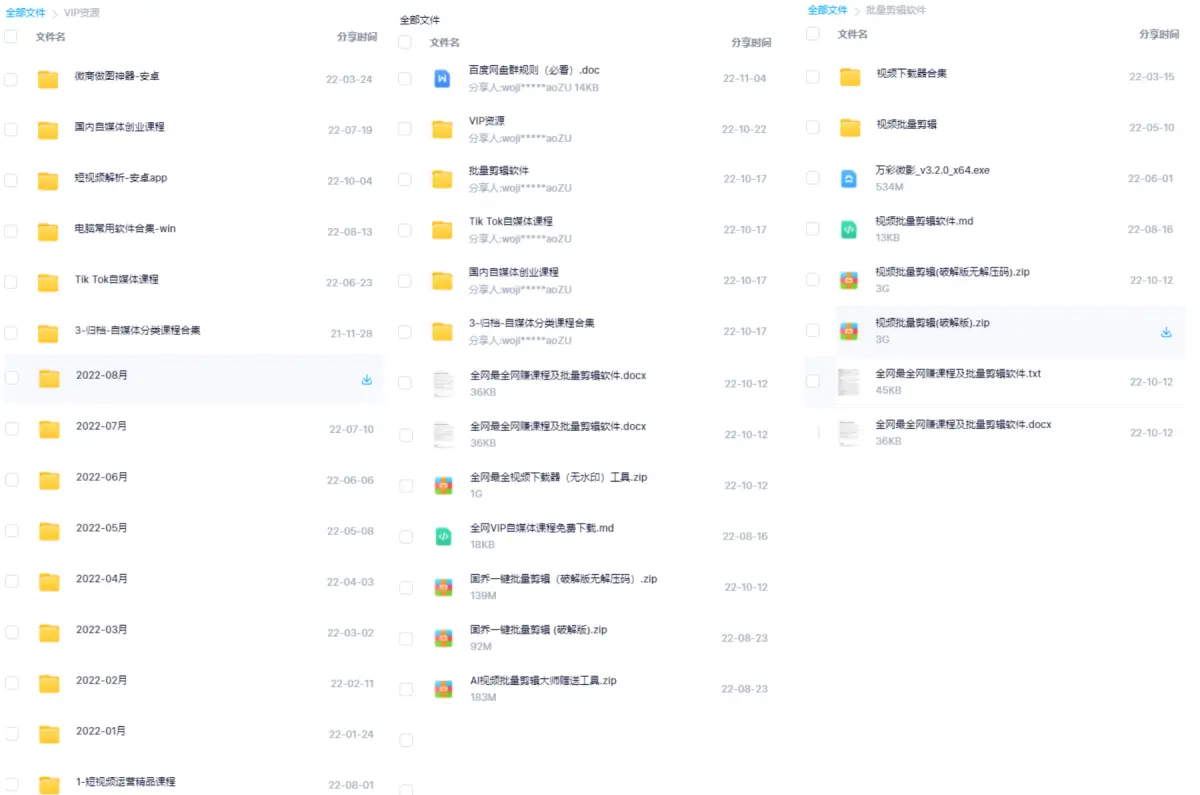 全部文件 > VIP资源
文件名 分享时间
微商做图神器-安卓 22-03-24
国内自媒体创业课程 22-07-19
短视频解析-安卓app 22-10-04
电脑常用软件合集-win 22-08-13
Tik Tok自媒体课程 22-06-23
3-归档-自媒体分类课程合集 21-11-28
2022-08月
2022-07月 22-07-10
2022-06月 22-06-06
2022-05月 22-05-08
2022-04月 22-04-03
2022-03月 22-03-02
2022-02月 22-02-11
2022-01月 22-01-24
1-短视频运营精品课程 22-08-01
全部文件
文件名 分享时间
百度网盘群规则（必看）.doc 22-11-04
分享人:woji*****aoZU 14KB
VIP资源 22-10-22
分享人:woji*****aoZU
批量剪辑软件 22-10-17
分享人:woji*****aoZU
Tik Tok自媒体课程 22-10-17
分享人:woji*****aoZU
国内自媒体创业课程 22-10-17
分享人:woji*****aoZU
3-归档-自媒体分类课程合集 22-10-17
分享人:woji*****aoZU
全网最全网赚课程及批量剪辑软件.docx 22-10-12
36KB
全网最全网赚课程及批量剪辑软件.docx 22-10-12
36KB
全网最全视频下载器（无水印）工具.zip 22-10-12
1G
全网VIP自媒体课程免费下载.md 22-08-16
18KB
固乔一键批量剪辑（破解版无解压码）.zip 22-10-12
139M
固乔一键批量剪辑 (破解版).zip 22-08-23
92M
AI视频批量剪辑大师赠送工具.zip 22-08-23
183M
全部文件 > 批量剪辑软件
文件名 分享时间
视频下载器合集 22-03-15
视频批量剪辑 22-05-10
万彩微影_v3.2.0_x64.exe 22-06-01
534M
视频批量剪辑软件.md 22-08-16
13KB
视频批量剪辑(破解版无解压码).zip 22-10-12
3G
视频批量剪辑(破解版).zip
3G
全网最全网赚课程及批量剪辑软件.txt 22-10-12
45KB
全网最全网赚课程及批量剪辑软件.docx 22-10-12
36KB